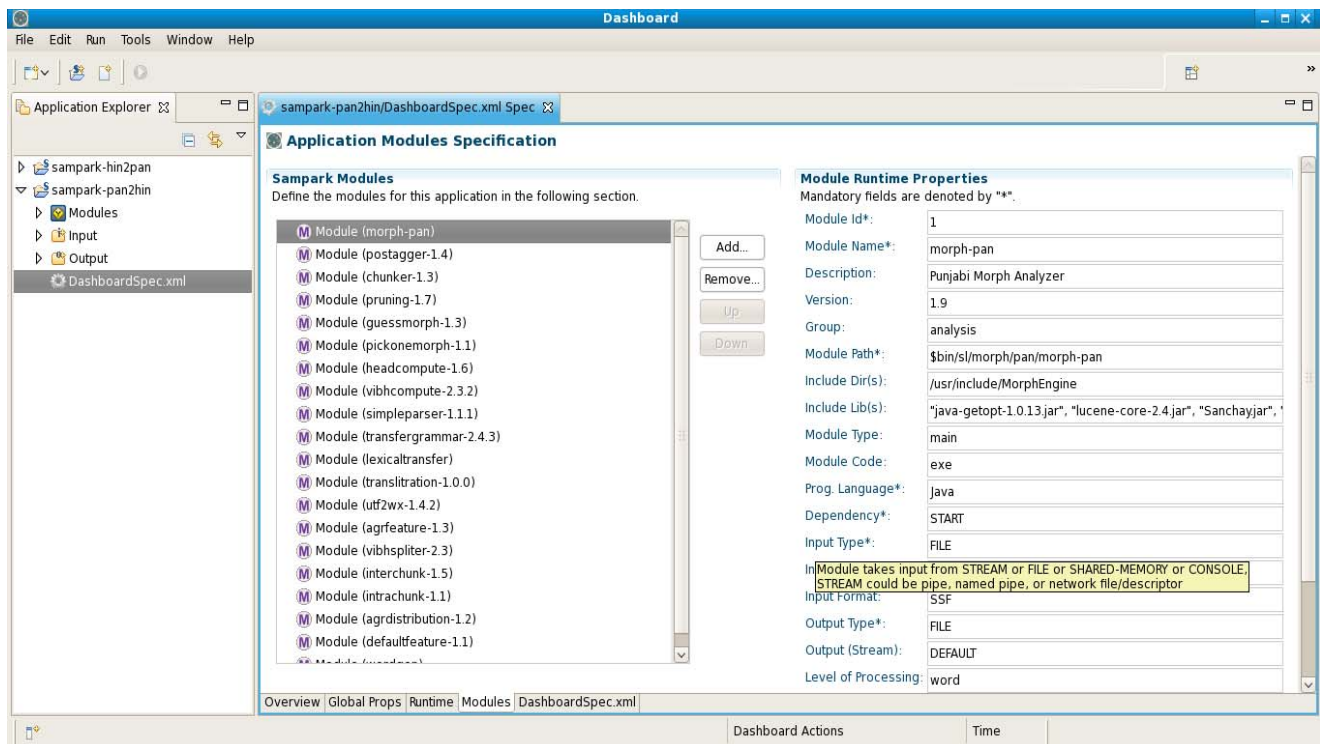 Dashboard
File Edit Run Tools Window Help
»
Application Explorer
sampark-hin2pan
sampark-pan2hin
Modules
Input
Output
DashboardSpec.xml
sampark-pan2hin/DashboardSpec.xml Spec
Application Modules Specification
Sampark Modules
Define the modules for this application in the following section.
Module (morph-pan)
Module (postagger-1.4)
Module (chunker-1.3)
Module (pruning-1.7)
Module (guessmorph-1.3)
Module (pickonemorph-1.1)
Module (headcompute-1.6)
Module (vibhcompute-2.3.2)
Module (simpleparser-1.1.1)
Module (transfergrammar-2.4.3)
Module (lexicaltransfer)
Module (translitration-1.0.0)
Module (utf2wx-1.4.2)
Module (agrfeature-1.3)
Module (vibhspliter-2.3)
Module (interchunk-1.5)
Module (intrachunk-1.1)
Module (agrdistribution-1.2)
Module (defaultfeature-1.1)
Add...
Remove...
Up
Down
Module Runtime Properties
Mandatory fields are denoted by "*".
Module Id*: 1
Module Name*: morph-pan
Description: Punjabi Morph Analyzer
Version: 1.9
Group: analysis
Module Path*: $bin/sl/morph/pan/morph-pan
Include Dir(s): /usr/include/MorphEngine
Include Lib(s): "java-getopt-1.0.13.jar", "lucene-core-2.4.jar", "Sanchay.jar", "
Module Type: main
Module Code: exe
Prog. Language*: Java
Dependency*: START
Input Type*: FILE
Module takes input from STREAM or FILE or SHARED-MEMORY or CONSOLE,
STREAM could be pipe, named pipe, or network file/descriptor
Input Format: SSF
Output Type*: FILE
Output (Stream): DEFAULT
Level of Processing: word
Overview Global Props Runtime Modules DashboardSpec.xml
Dashboard Actions Time